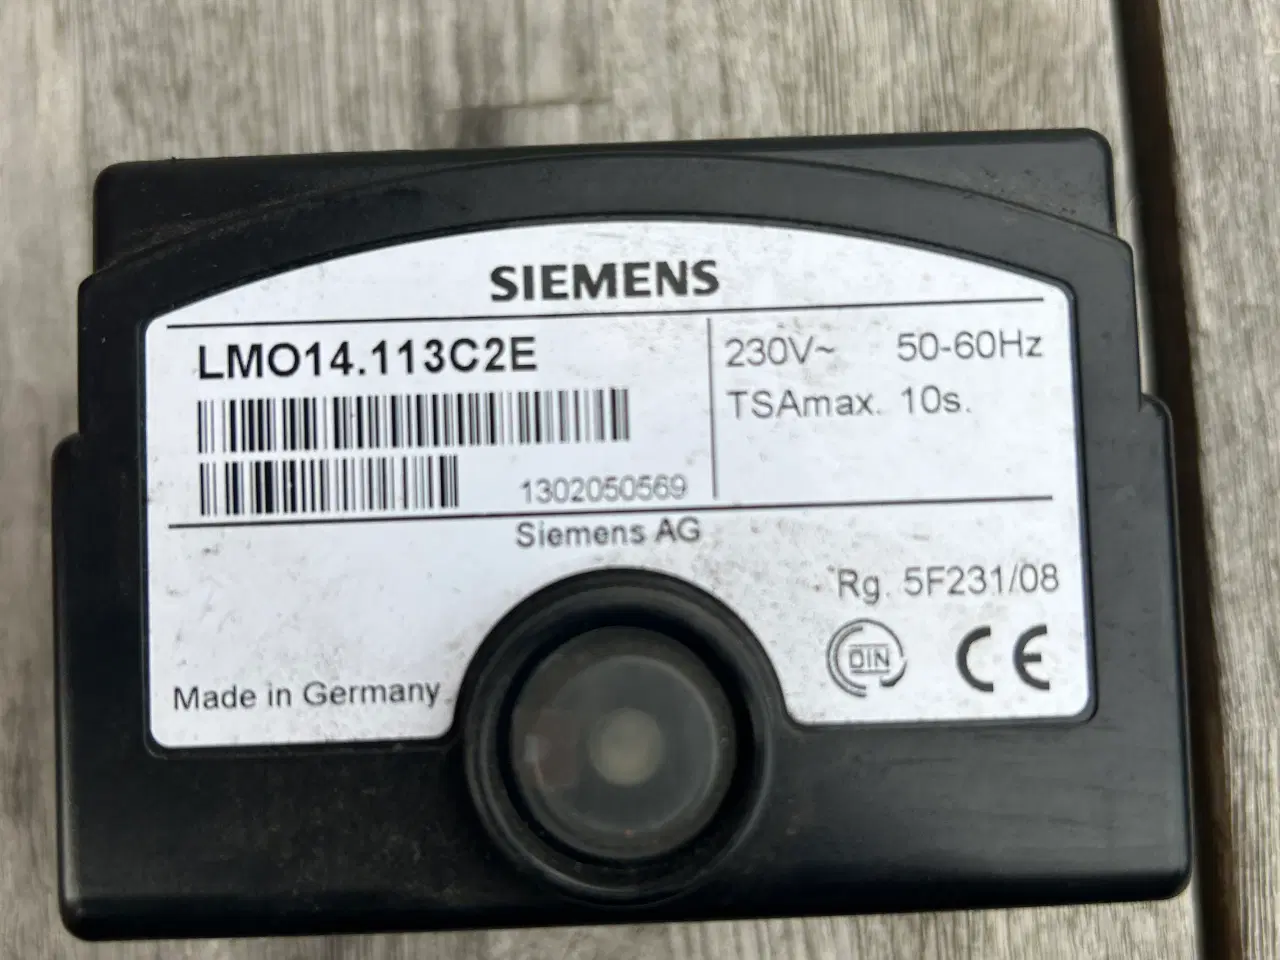 SIEMENS
LMO14.113C2E
230V~ 50-60Hz
TSAmax. 10s.
1302050569
Siemens AG
Rg. 5F231/08
DIN CE
Made in Germany